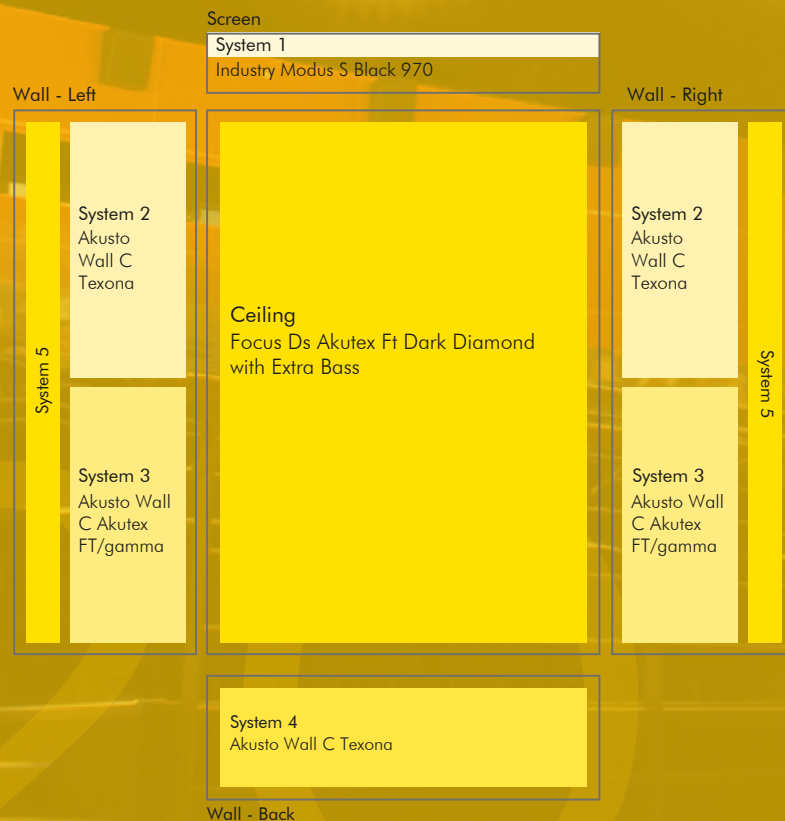 Screen
System 1
Industry Modus S Black 970
Wall - Left
System 5
System 2
Akusto
Wall C
Texona
System 3
Akusto Wall
C Akutex
FT/gamma
Ceiling
Focus Ds Akutex Ft Dark Diamond
with Extra Bass
Wall - Right
System 2
Akusto
Wall C
Texona
System 3
Akusto Wall
C Akutex
FT/gamma
System 5
System 4
Akusto Wall C Texona
Wall - Back